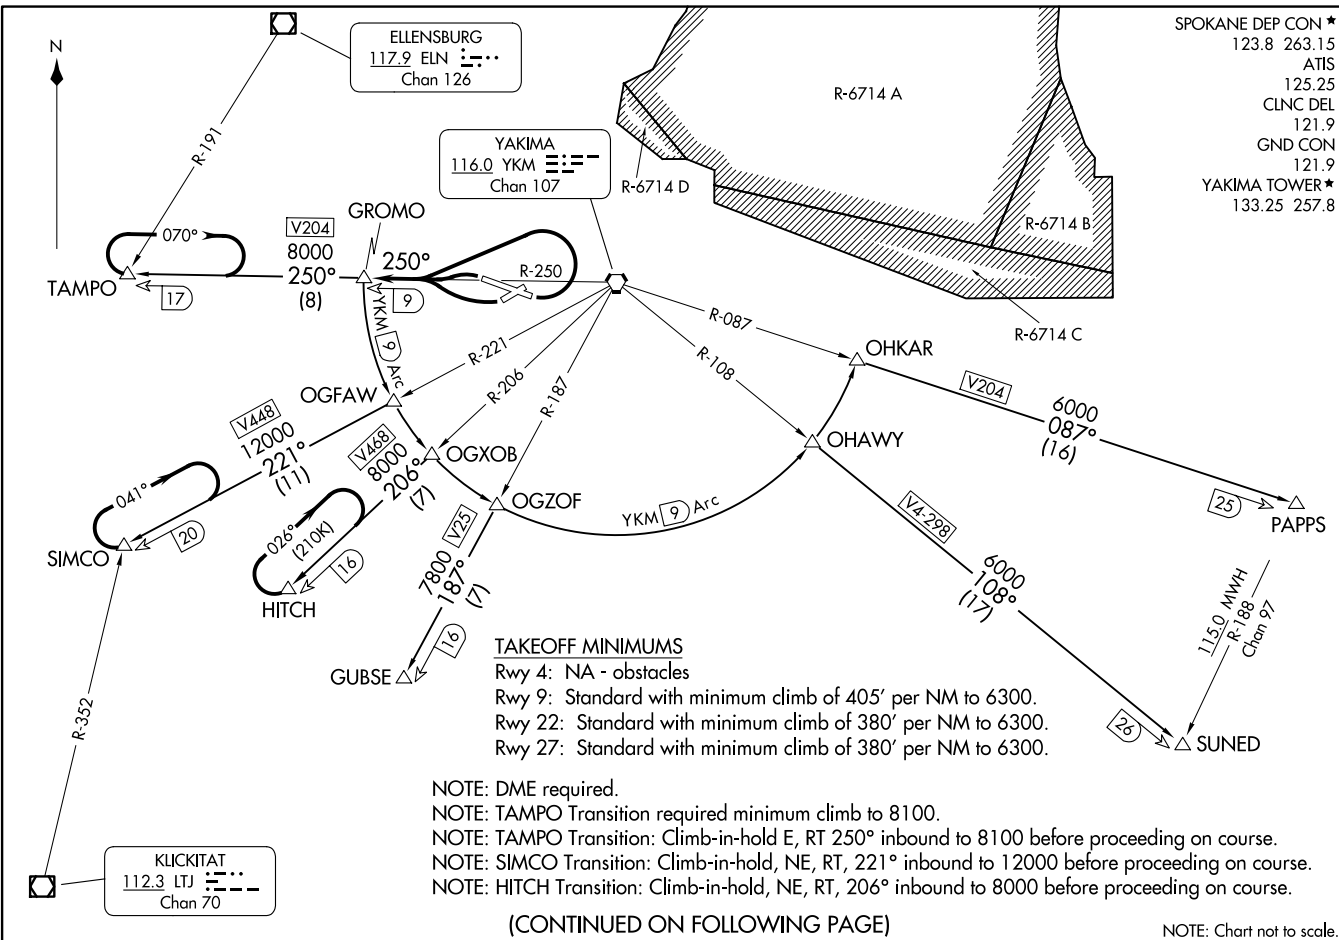 SPOKANE DEP CON ★
123.8 263.15
ATIS
125.25
CLNC DEL
121.9
GND CON
121.9
YAKIMA TOWER ★
133.25 257.8
N
ELLENSBURG
117.9 ELN
Chan 126
R-191
YAKIMA
116.0 YKM
Chan 107
R-6714 A
R-6714 D
R-6714 B
R-6714 C
GROMO
V204
8000
250°
(8)
070°
TAMPO
17
250°
R-250
9
YKM 9 Arc
R-221
R-206
R-187
R-087
R-108
OHKAR
V204
6000
087°
(16)
25
PAPPS
OGFAW
V448
12000
221°
(11)
041°
20
SIMCO
OGXOB
V468
8000
206°
(7)
026°
(210K)
16
HITCH
OGZOF
V25
7800
187°
(7)
16
GUBSE
YKM 9 Arc
OHAWY
V4-298
6000
108°
(17)
26
SUNED
115.0 MWH
R-188
Chan 97
R-352
KLICKITAT
112.3 LTJ
Chan 70
TAKEOFF MINIMUMS
Rwy 4: NA - obstacles
Rwy 9: Standard with minimum climb of 405' per NM to 6300.
Rwy 22: Standard with minimum climb of 380' per NM to 6300.
Rwy 27: Standard with minimum climb of 380' per NM to 6300.
NOTE: DME required.
NOTE: TAMPO Transition required minimum climb to 8100.
NOTE: TAMPO Transition: Climb-in-hold E, RT 250° inbound to 8100 before proceeding on course.
NOTE: SIMCO Transition: Climb-in-hold, NE, RT, 221° inbound to 12000 before proceeding on course.
NOTE: HITCH Transition: Climb-in-hold, NE, RT, 206° inbound to 8000 before proceeding on course.
(CONTINUED ON FOLLOWING PAGE)
NOTE: Chart not to scale.